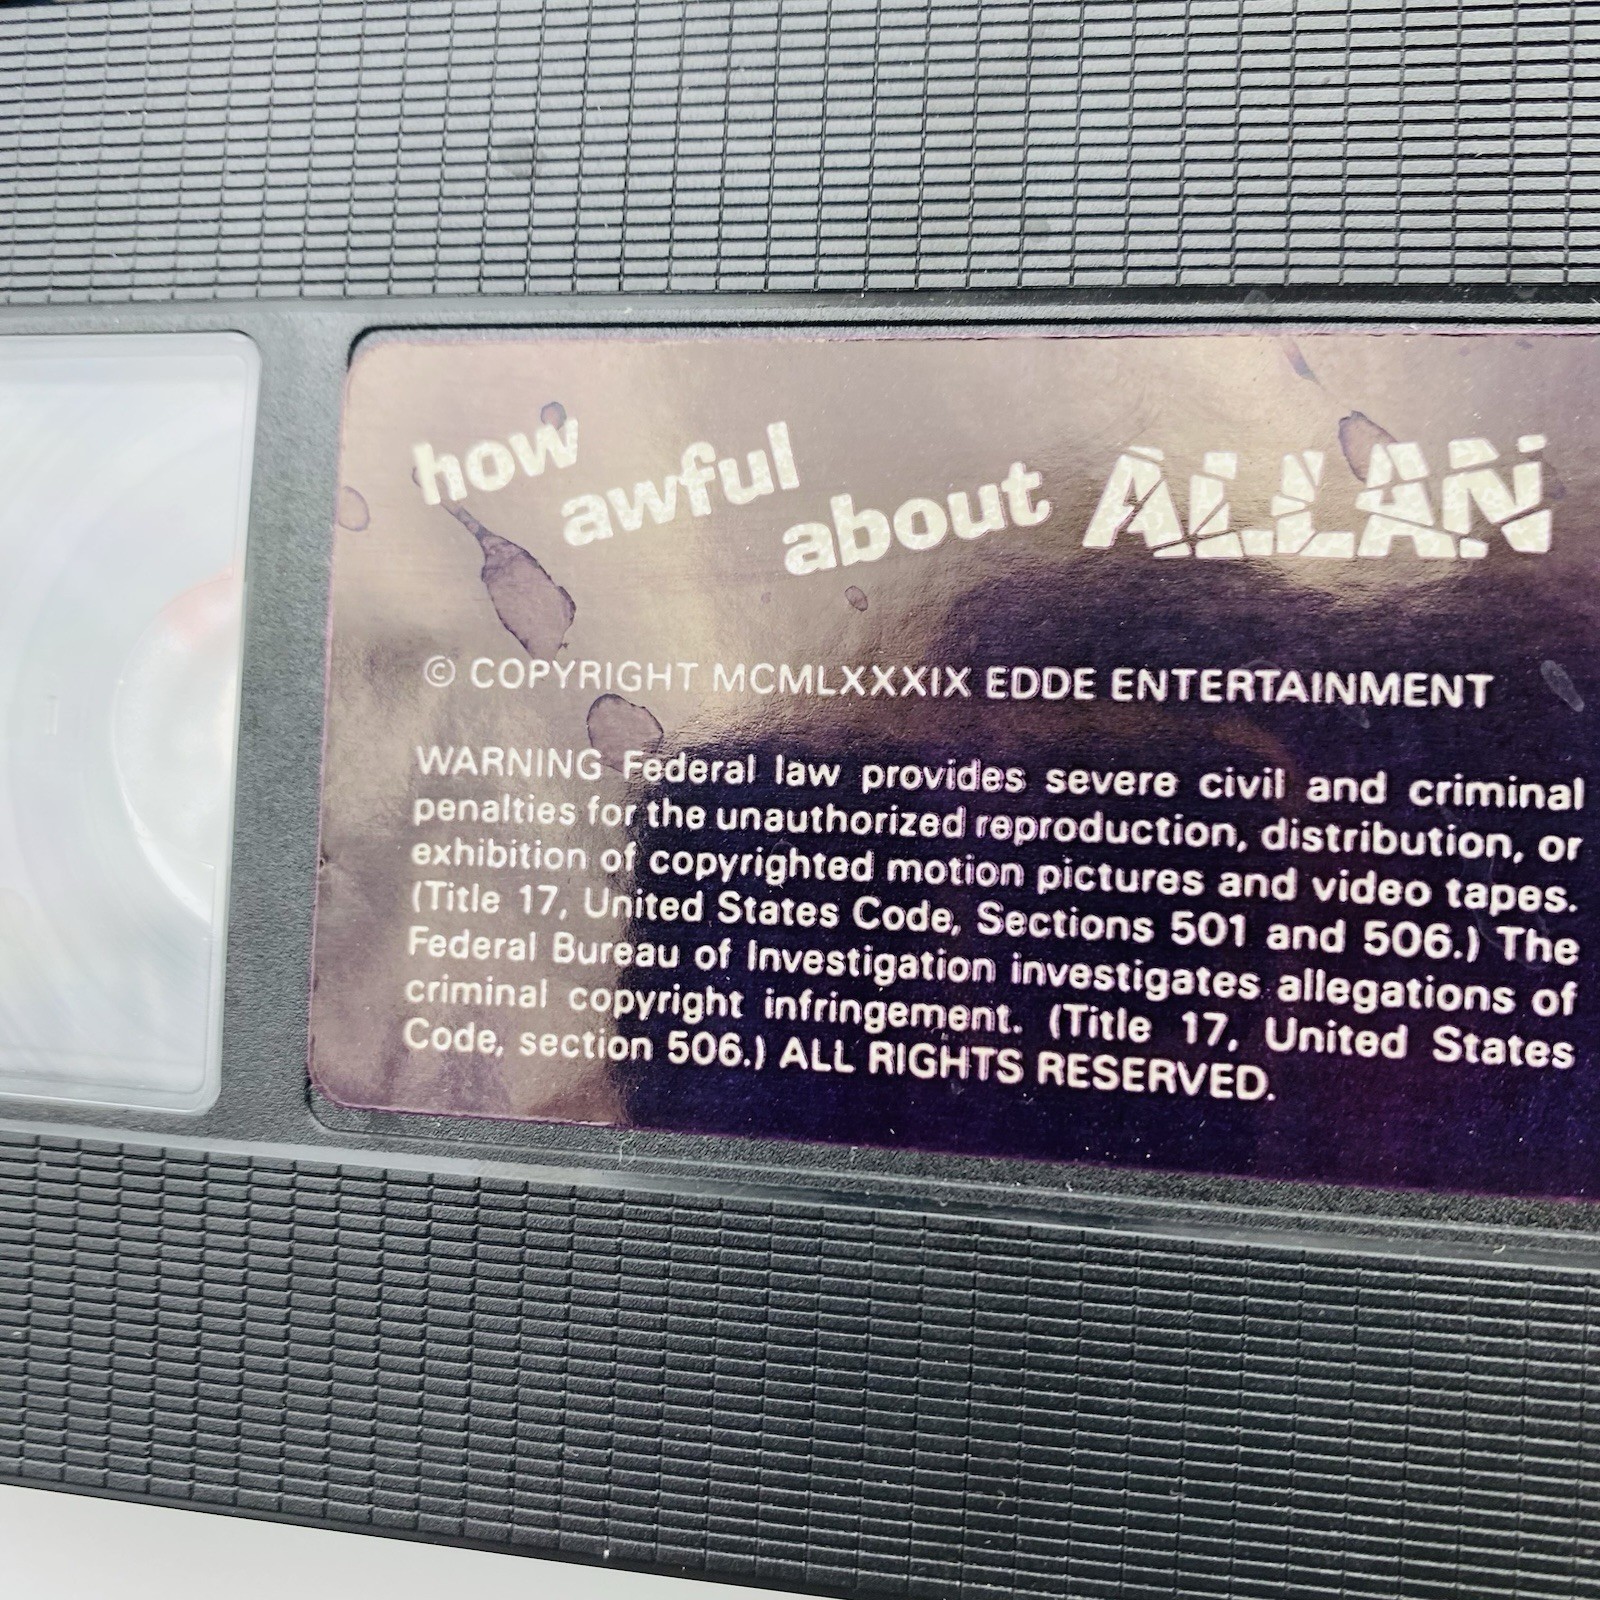 how awful about ALLAN
© COPYRIGHT MCMLXXXIX EDDE ENTERTAINMENT
WARNING Federal law provides severe civil and criminal
penalties for the unauthorized reproduction, distribution, or
exhibition of copyrighted motion pictures and video tapes.
(Title 17, United States Code, Sections 501 and 506.) The
Federal Bureau of Investigation investigates allegations of
criminal copyright infringement. (Title 17, United States
Code, section 506.) ALL RIGHTS RESERVED.